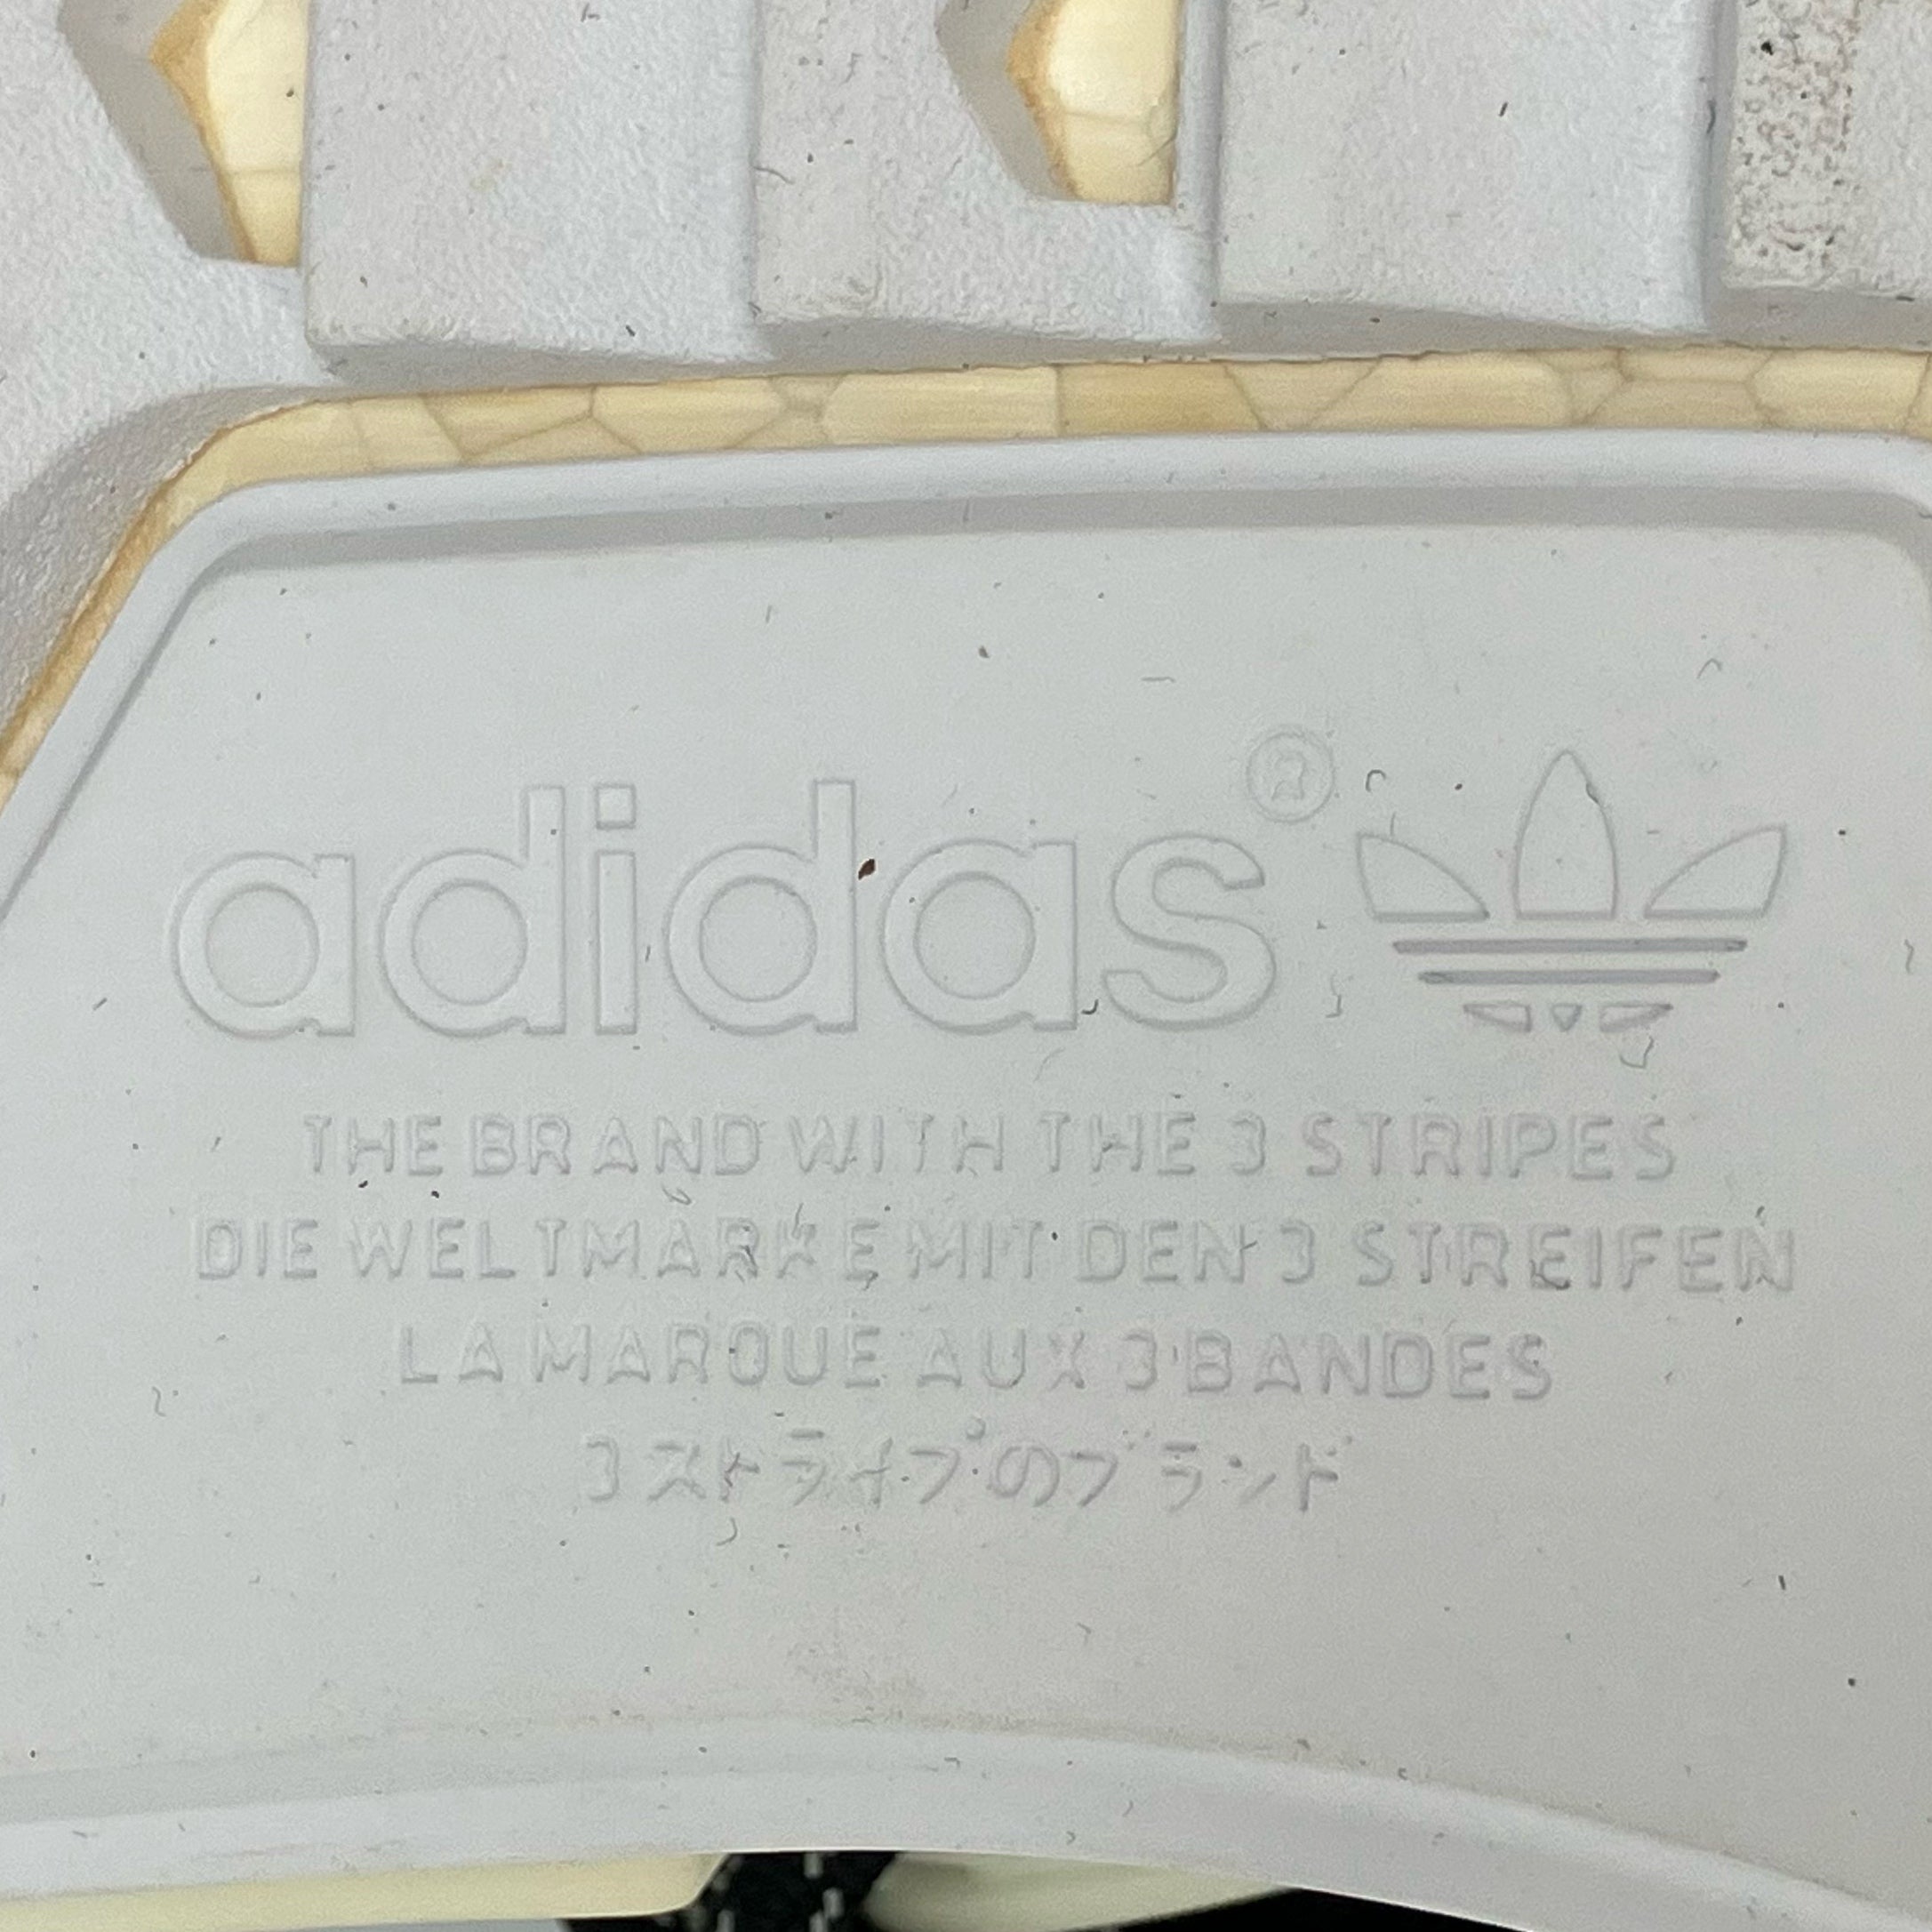 adidas®
THE BRAND WITH THE 3 STRIPES
DIE WELTMARKE MIT DEN 3 STREIFEN
LA MARQUE AUX 3 BANDES
3ストライプのブランド